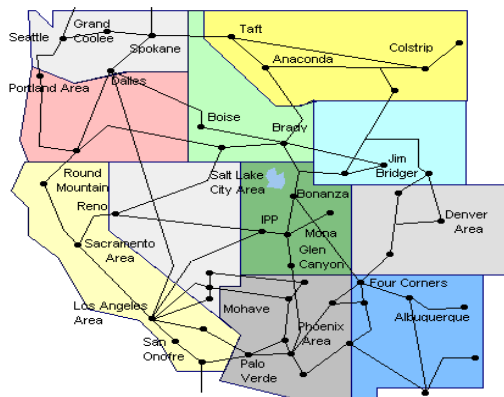 Grand
Coolee
Seattle
Spokane
Taft
Colstrip
Anaconda
Portland Area
Dalles
Boise
Brady
Jim
Bridger
Round
Mountain
Salt Lake
City Area
Bonanza
Reno
IPP
Mona
Denver
Area
Sacramento
Area
Glen
Canyon
Los Angeles
Area
Mohave
Four Corners
Albuquerque
Phoenix
Area
San
Onofre
Palo
Verde